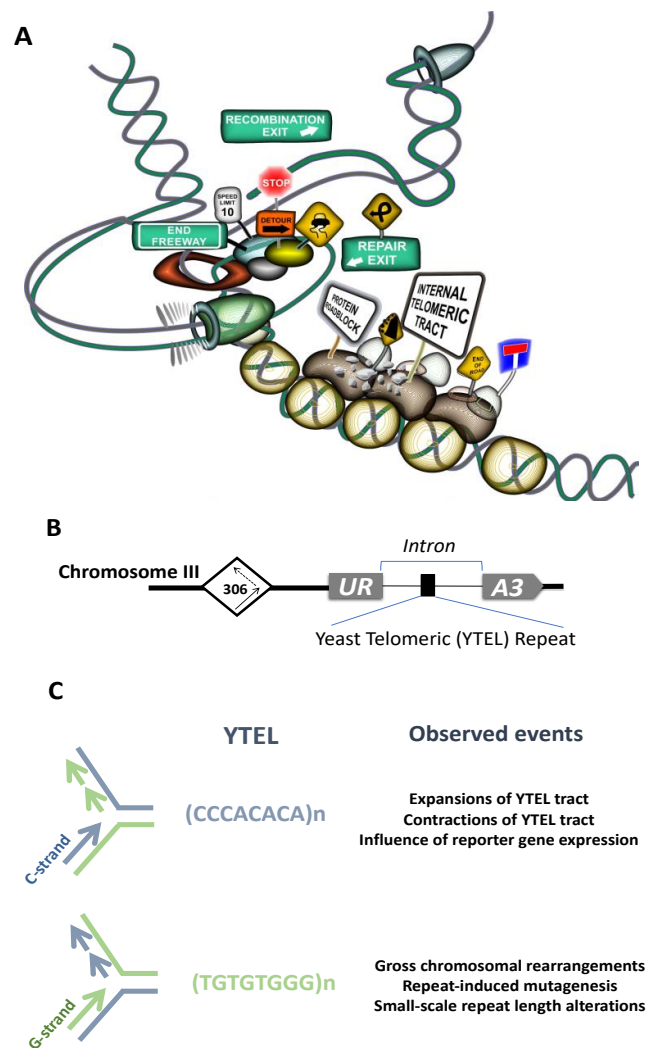 A
RECOMBINATION
EXIT
STOP
SPEED
LIMIT
10
DETOUR
END
FREEWAY
REPAIR
EXIT
PROTEIN
ROADBLOCK
INTERNAL
TELOMERIC
TRACT
END OF
ROAD
B
Intron
Chromosome III
306
UR
A3
Yeast Telomeric (YTEL) Repeat
C
YTEL
Observed events
C-strand
(CCCACACA)n
Expansions of YTEL tract
Contractions of YTEL tract
Influence of reporter gene expression
G-strand
(TGTGTGGG)n
Gross chromosomal rearrangements
Repeat-induced mutagenesis
Small-scale repeat length alterations